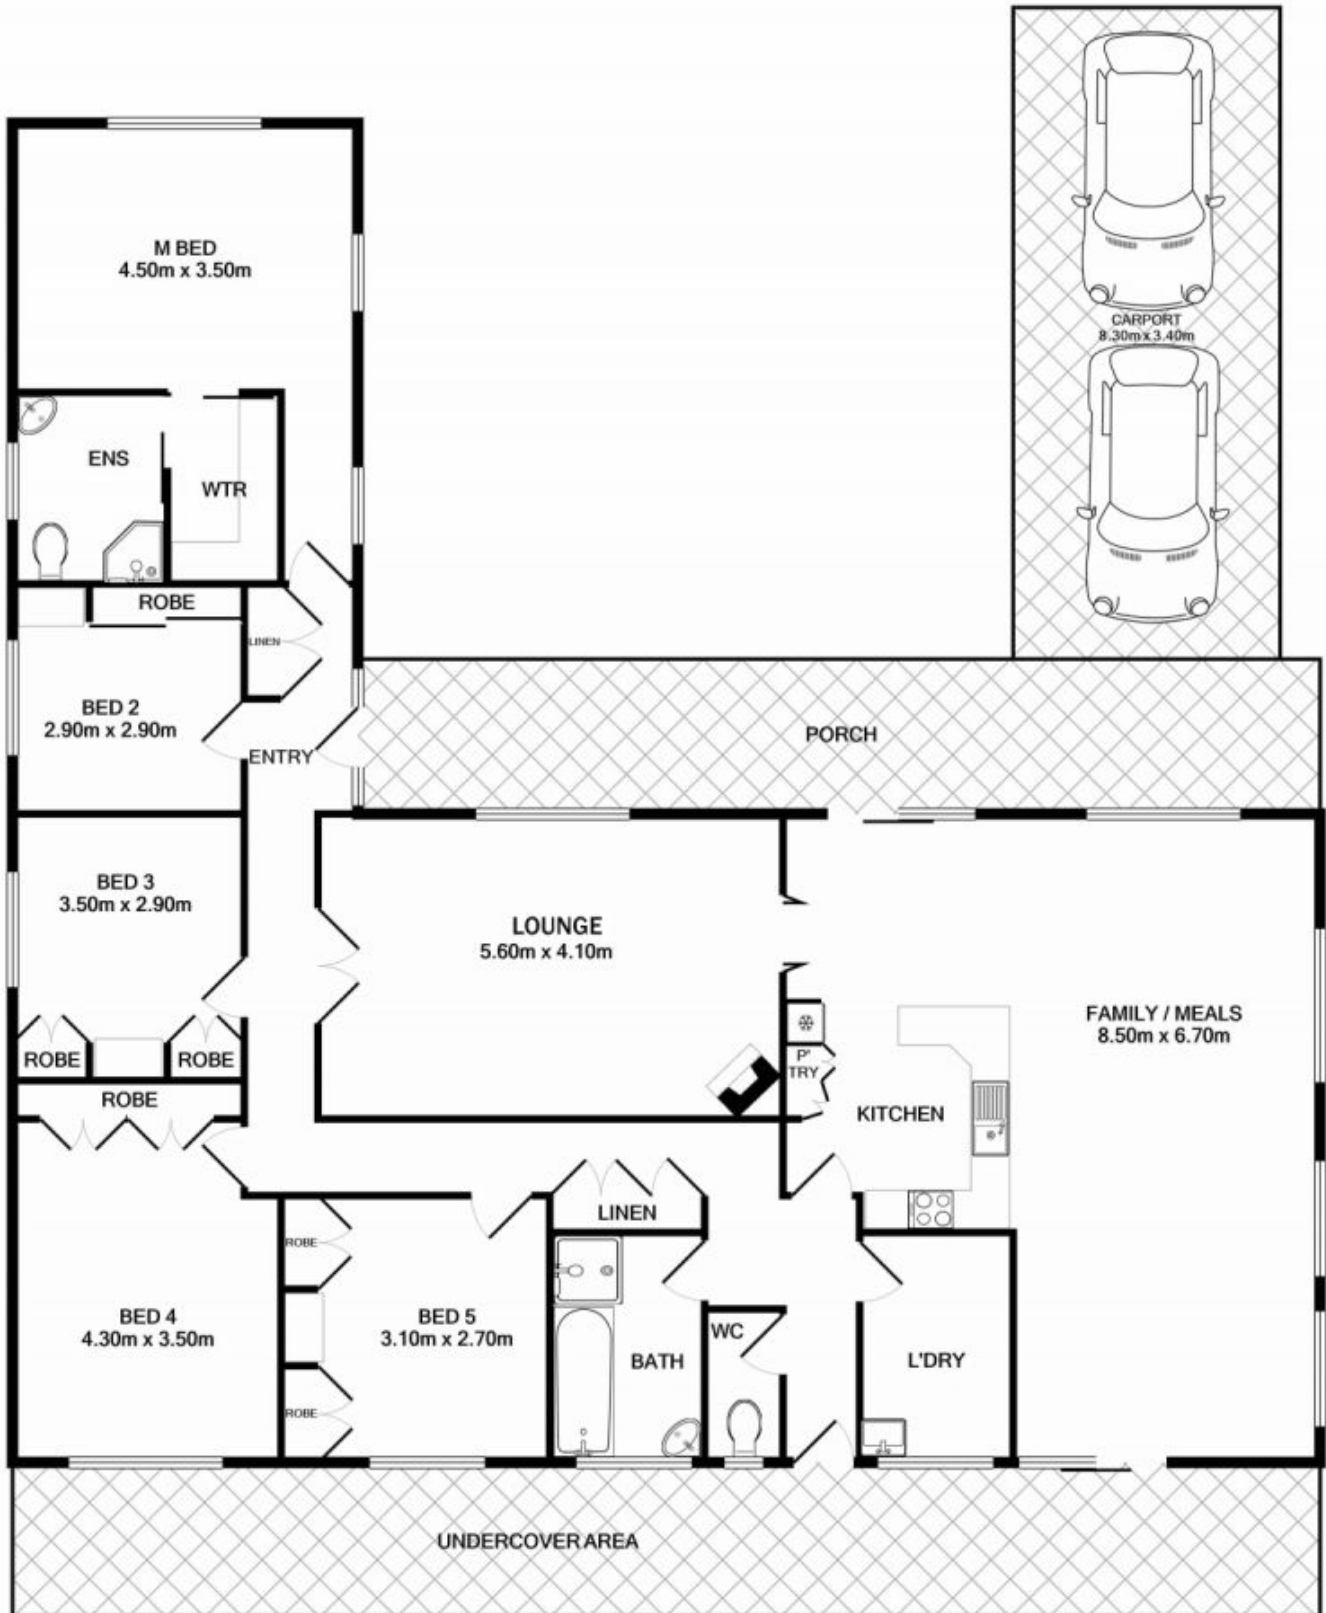 M BED
4.50m x 3.50m
CARPORT
8.30m x 3.40m
ENS
WTR
ROBE
LINEN
BED 2
2.90m x 2.90m
ENTRY
PORCH
BED 3
3.50m x 2.90m
LOUNGE
5.60m x 4.10m
FAMILY / MEALS
8.50m x 6.70m
ROBE
ROBE
P'
TRY
ROBE
KITCHEN
LINEN
ROBE
BED 4
4.30m x 3.50m
BED 5
3.10m x 2.70m
WC
BATH
L'DRY
ROBE
UNDERCOVER AREA